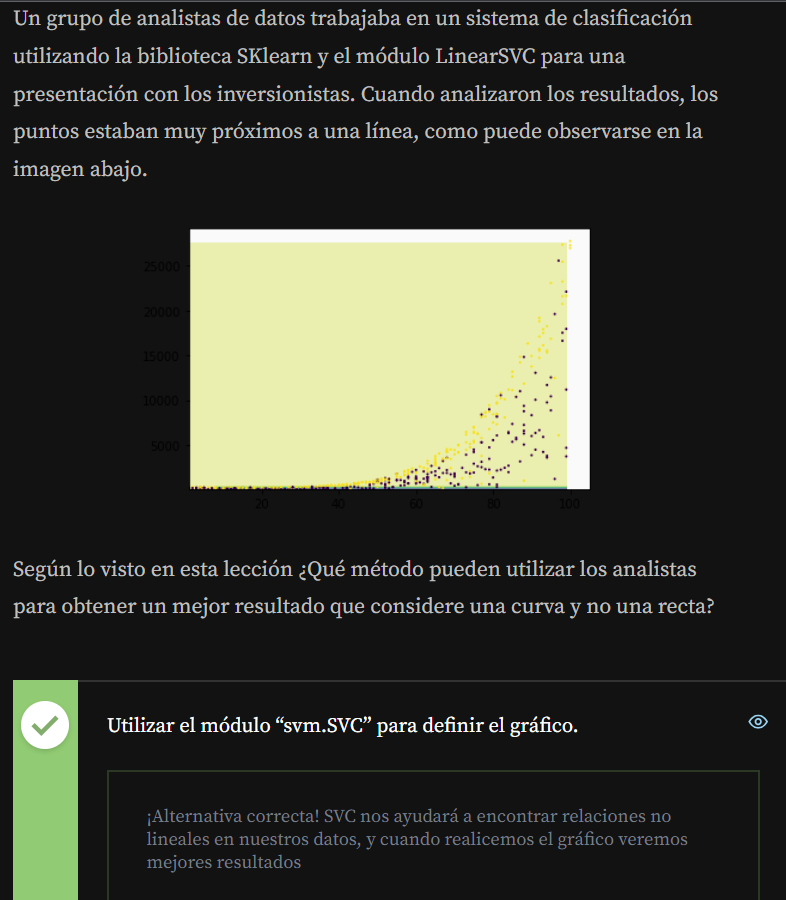 Un grupo de analistas de datos trabajaba en un sistema de clasificación
utilizando la biblioteca SKlearn y el módulo LinearSVC para una
presentación con los inversionistas. Cuando analizaron los resultados, los
puntos estaban muy próximos a una línea, como puede observarse en la
imagen abajo.
25000
20000
15000
10000
5000
20 40 60 80 100
Según lo visto en esta lección ¿Qué método pueden utilizar los analistas
para obtener un mejor resultado que considere una curva y no una recta?
Utilizar el módulo “svm.SVC” para definir el gráfico.
¡Alternativa correcta! SVC nos ayudará a encontrar relaciones no
lineales en nuestros datos, y cuando realicemos el gráfico veremos
mejores resultados